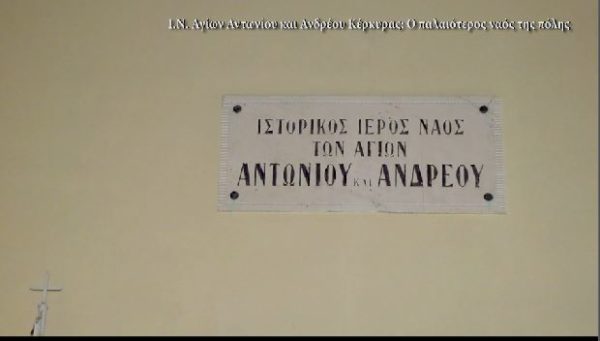 Ι.Ν. Αγίων Αντωνίου και Ανδρέου Κέρκυρας: Ο παλαιότερος ναός της πόλης
ΙΣΤΟΡΙΚΟΣ ΙΕΡΟΣ ΝΑΟΣ
ΤΩΝ ΑΓΙΩΝ
ΑΝΤΩΝΙΟΥ ΚΑΙ ΑΝΔΡΕΟΥ